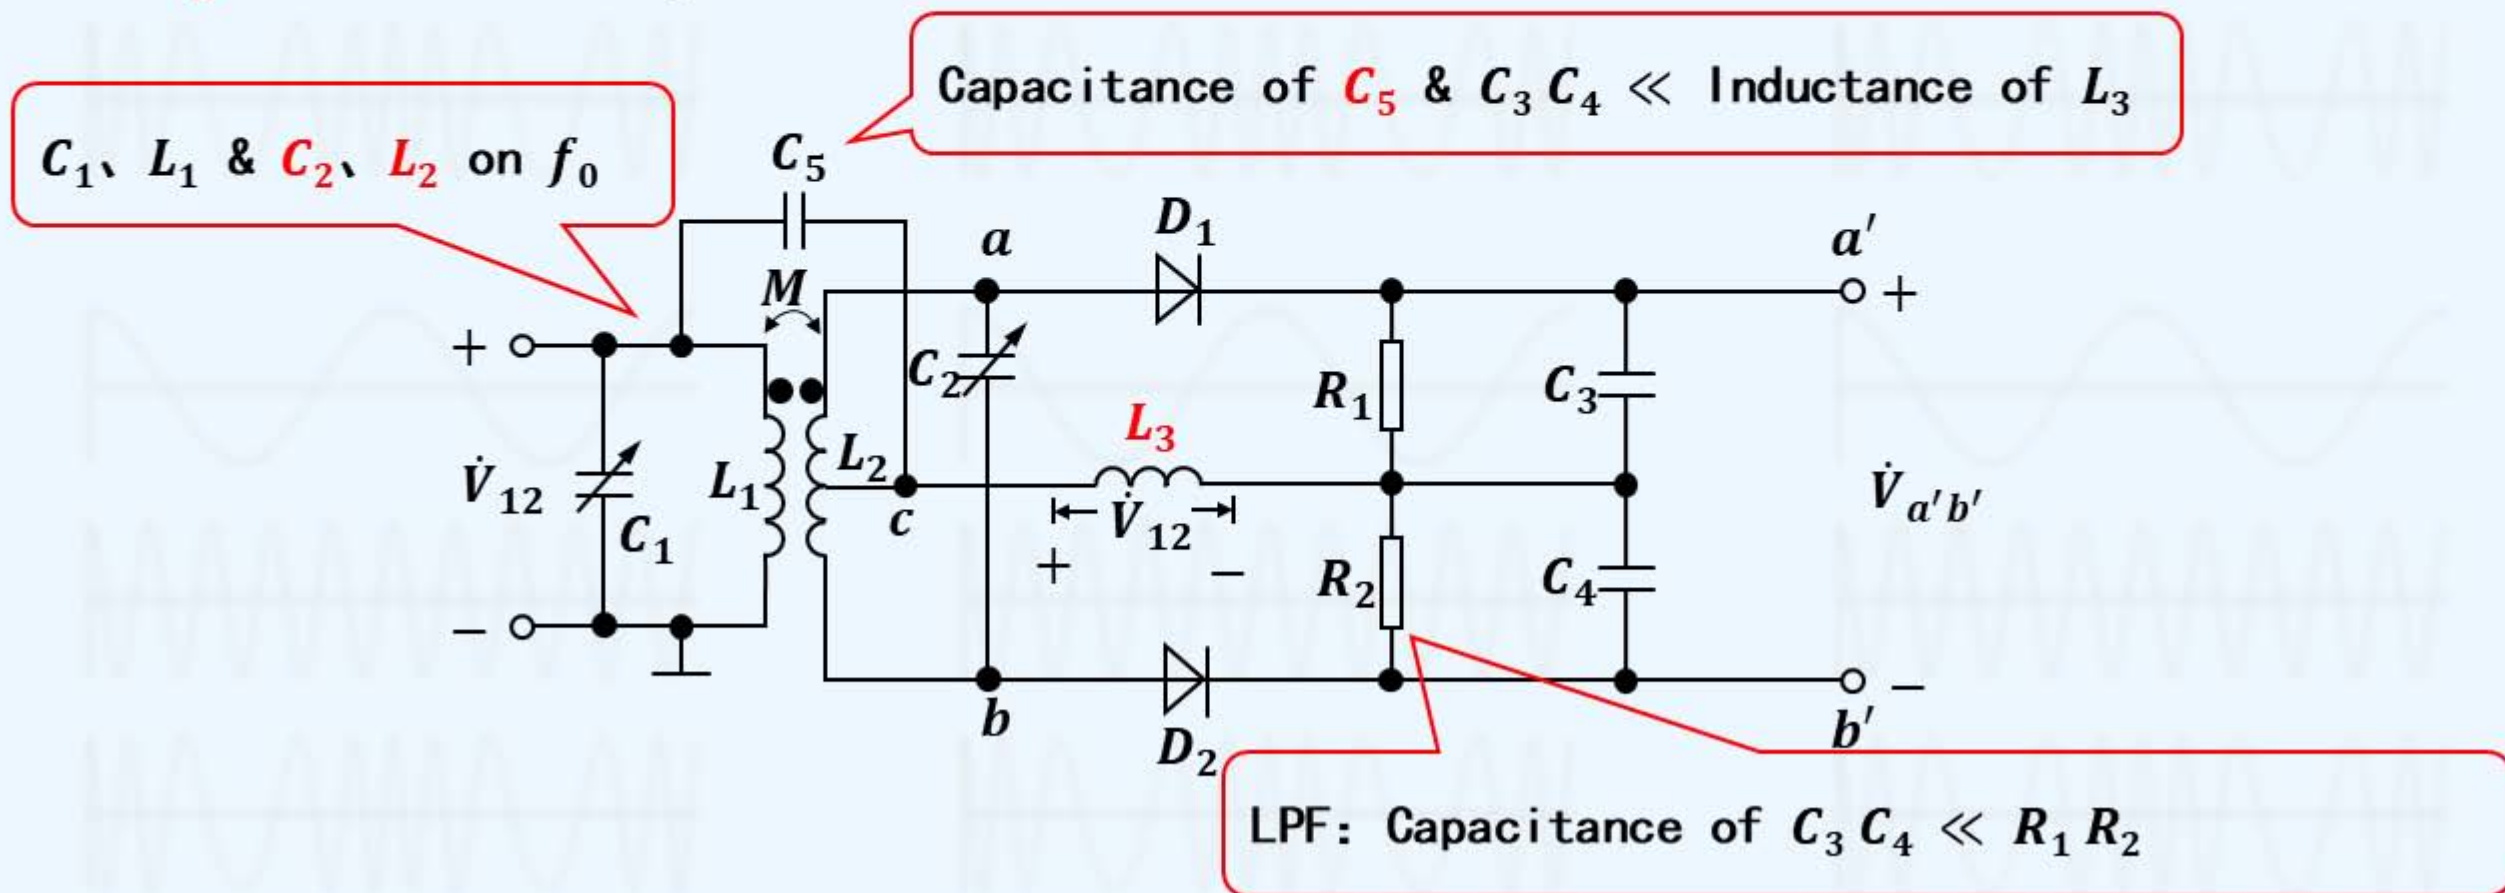 Capacitance of C₅ & C₃ C₄ ≪ Inductance of L₃
C₁、L₁ & C₂、L₂ on f₀
C₅
D₁
a
a′
M
+
+
C₂
R₁
C₃
L₃
L₂
V̇₁₂
L₁
c
V̇₁₂
V̇a′b′
C₁
+
−
R₂
C₄
−
−
b
b′
D₂
LPF: Capacitance of C₃ C₄ ≪ R₁ R₂